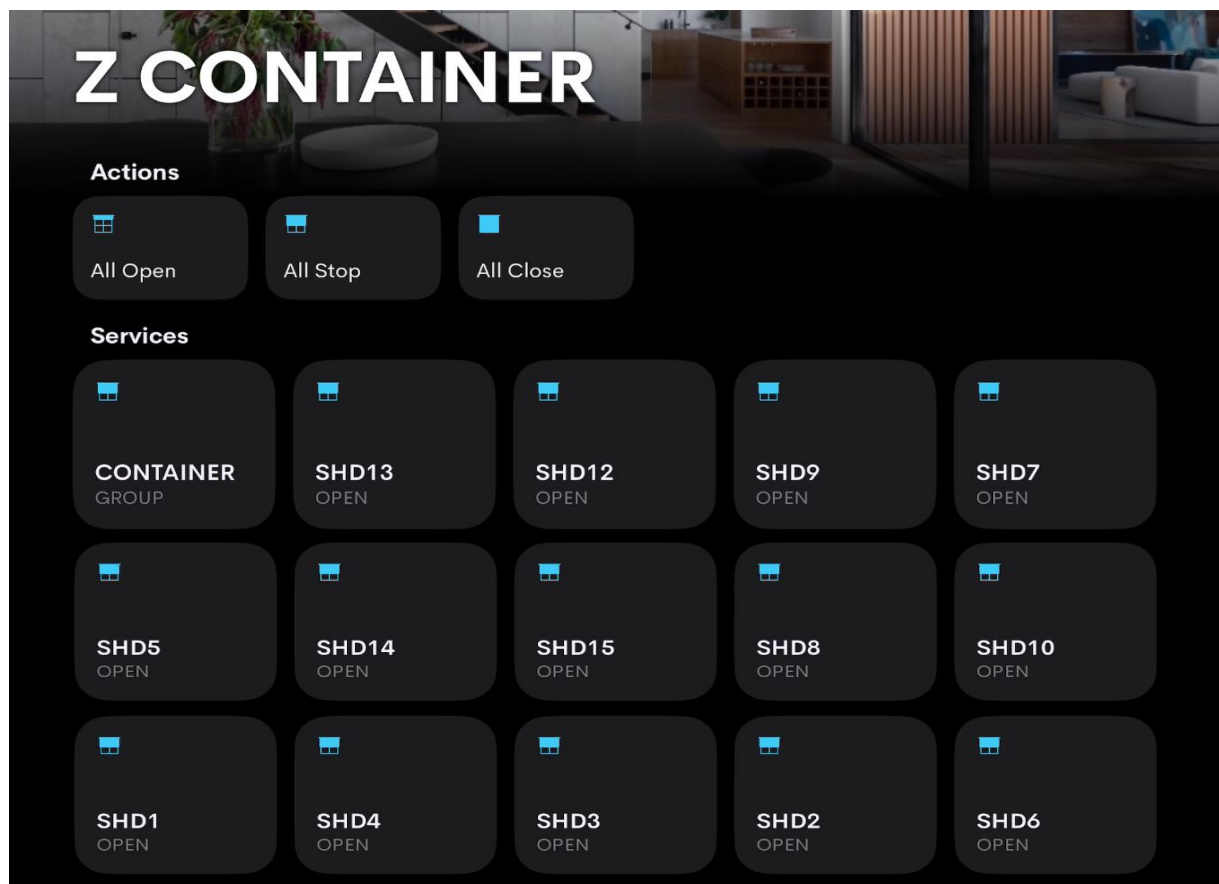 Z CONTAINER
Actions
All Open
All Stop
All Close
Services
CONTAINER
GROUP
SHD13
OPEN
SHD12
OPEN
SHD9
OPEN
SHD7
OPEN
SHD5
OPEN
SHD14
OPEN
SHD15
OPEN
SHD8
OPEN
SHD10
OPEN
SHD1
OPEN
SHD4
OPEN
SHD3
OPEN
SHD2
OPEN
SHD6
OPEN